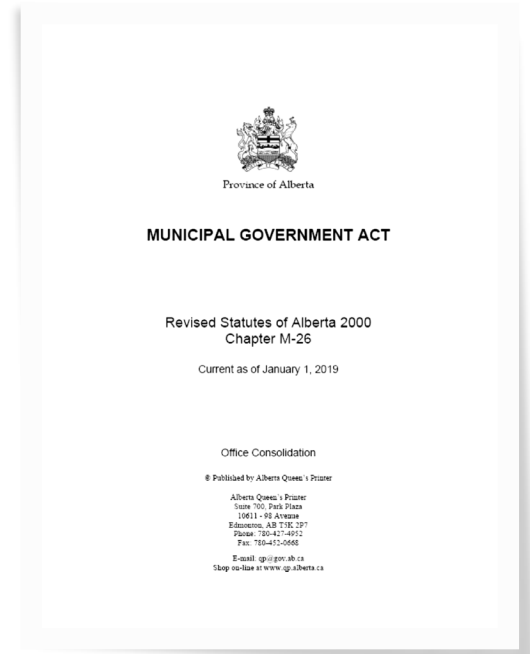 Province of Alberta
MUNICIPAL GOVERNMENT ACT
Revised Statutes of Alberta 2000
Chapter M-26
Current as of January 1, 2019
Office Consolidation
© Published by Alberta Queen's Printer
Alberta Queen's Printer
Suite 700, Park Plaza
10611 - 98 Avenue
Edmonton, AB T5K 2P7
Phone: 780-427-4952
Fax: 780-452-0668
E-mail: qp@gov.ab.ca
Shop on-line at www.qp.alberta.ca